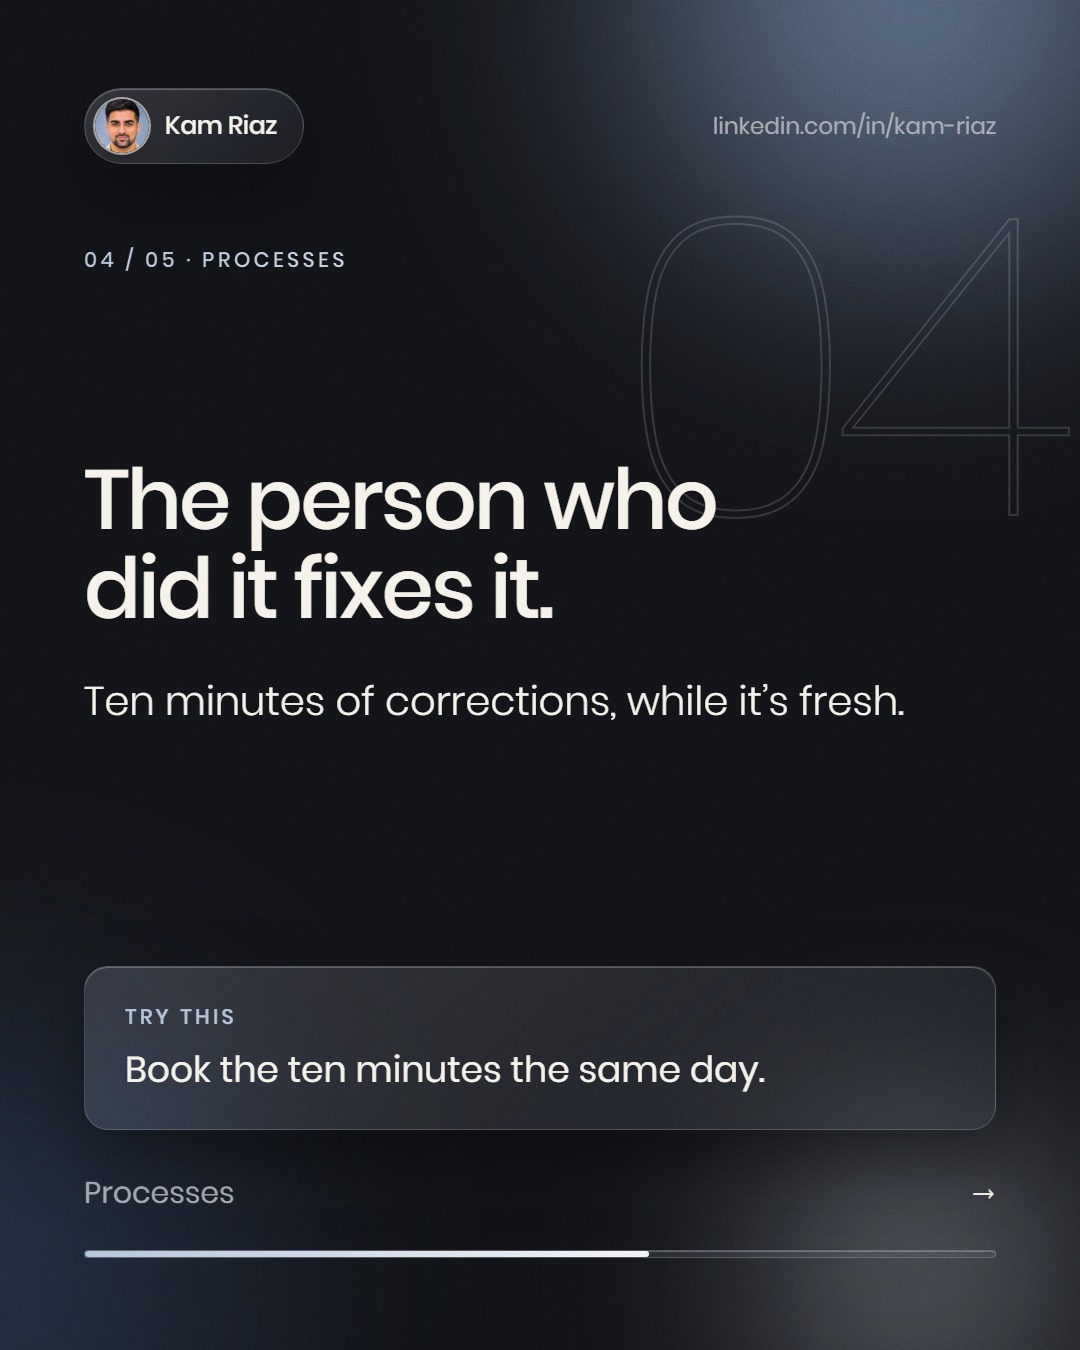 Kam Riaz
linkedin.com/in/kam-riaz
04 / 05 · PROCESSES
04
The person who
did it fixes it.
Ten minutes of corrections, while it’s fresh.
TRY THIS
Book the ten minutes the same day.
Processes
→